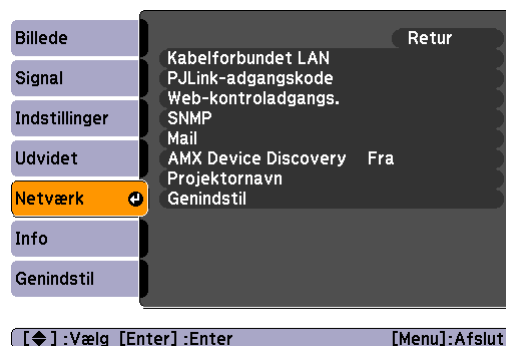 Billede
Signal
Indstillinger
Udvidet
Netværk
Info
Genindstil
Retur
Kabelforbundet LAN
PJLink-adgangskode
Web-kontroladgangs.
SNMP
Mail
AMX Device Discovery Fra
Projektornavn
Genindstil
[◆] :Vælg [Enter] :Enter [Menu]:Afslut